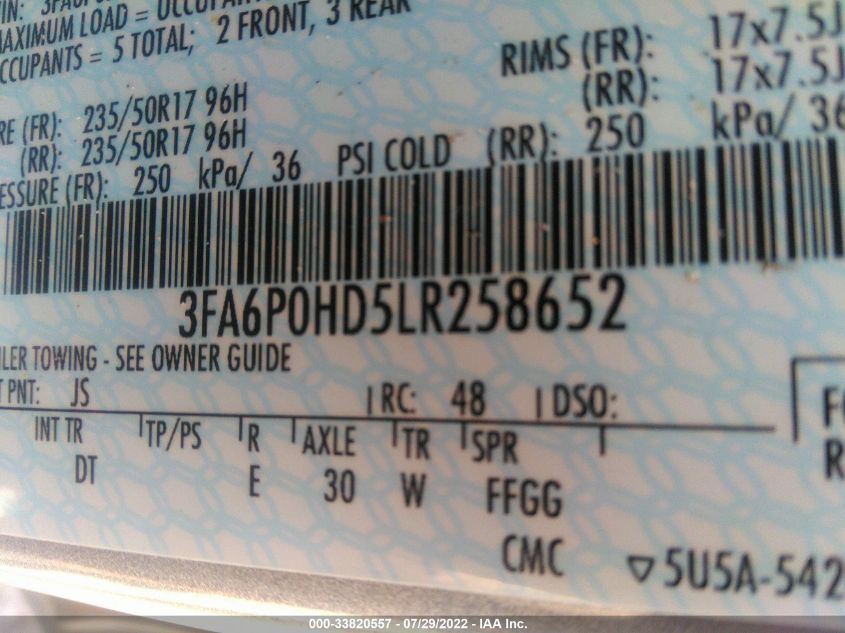 VIN: 3FA6P0
MAXIMUM LOAD = OCCUPAN
OCCUPANTS = 5 TOTAL; 2 FRONT, 3 REAR
RIMS (FR): 17x7.5J
(RR): 17x7.5J
RE (FR): 235/50R17 96H
(RR): 235/50R17 96H
ESSURE (FR): 250 kPa/ 36 PSI COLD (RR): 250 kPa/ 36
3FA6P0HD5LR258652
ILER TOWING - SEE OWNER GUIDE
T PNT: JS RC: 48 DSO:
INT TR TP/PS R AXLE TR SPR
DT E 30 W FFGG
CMC
5U5A-542
000-33820557 - 07/29/2022 - IAA Inc.